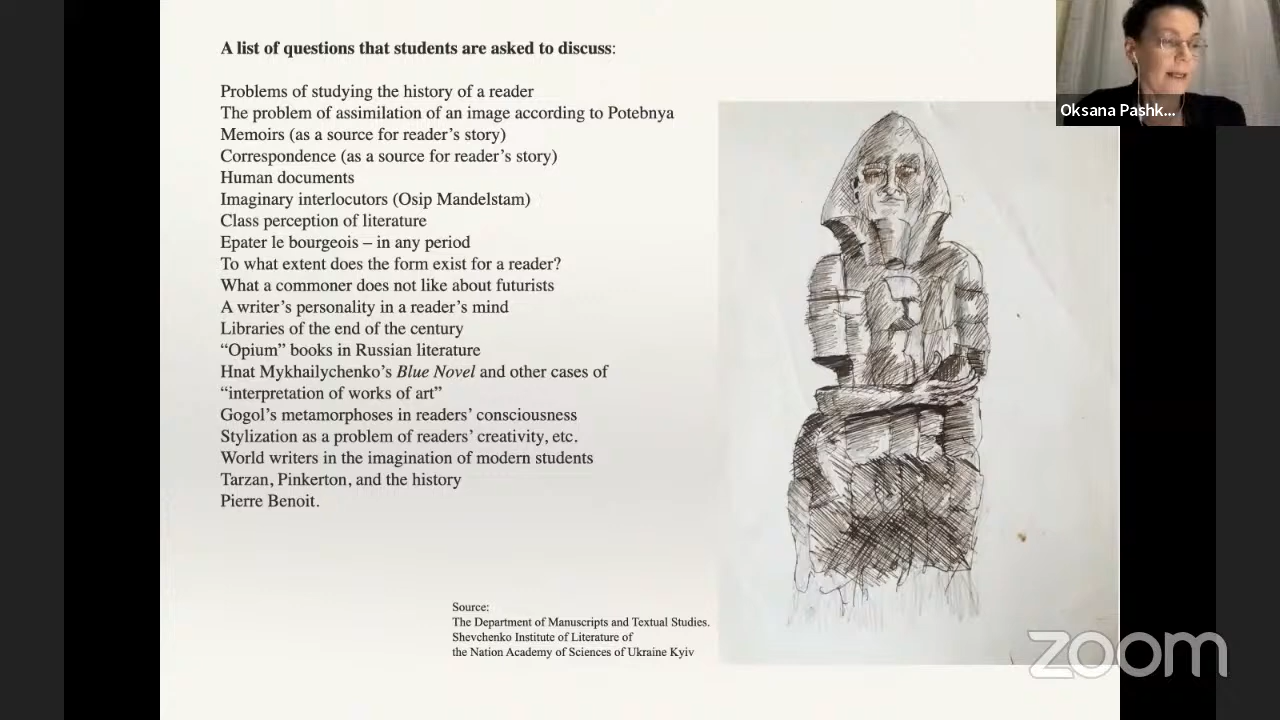 A list of questions that students are asked to discuss:
Problems of studying the history of a reader
The problem of assimilation of an image according to Potebnya
Memoirs (as a source for reader’s story)
Correspondence (as a source for reader’s story)
Human documents
Imaginary interlocutors (Osip Mandelstam)
Class perception of literature
Epater le bourgeois – in any period
To what extent does the form exist for a reader?
What a commoner does not like about futurists
A writer’s personality in a reader’s mind
Libraries of the end of the century
“Opium” books in Russian literature
Hnat Mykhailychenko’s Blue Novel and other cases of
“interpretation of works of art”
Gogol’s metamorphoses in readers’ consciousness
Stylization as a problem of readers’ creativity, etc.
World writers in the imagination of modern students
Tarzan, Pinkerton, and the history
Pierre Benoit.
Source:
The Department of Manuscripts and Textual Studies.
Shevchenko Institute of Literature of
the Nation Academy of Sciences of Ukraine Kyiv
Oksana Pashk...
zoom